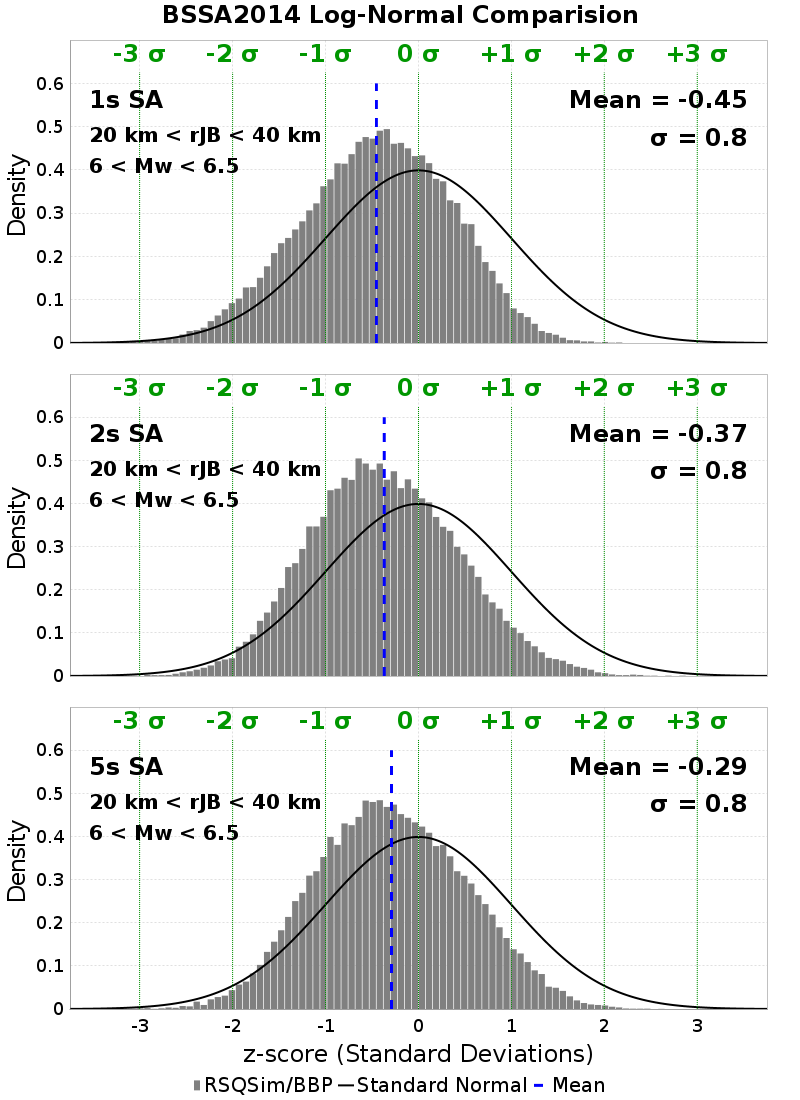 BSSA2014 Log-Normal Comparision
-3 σ -2 σ -1 σ 0 σ +1 σ +2 σ +3 σ
0.6
1s SA Mean = -0.45
0.5
20 km < rJB < 40 km σ = 0.8
0.4
6 < Mw < 6.5
0.3
0.2
0.1
0
Density
-3 σ -2 σ -1 σ 0 σ +1 σ +2 σ +3 σ
0.6
2s SA Mean = -0.37
0.5
20 km < rJB < 40 km σ = 0.8
0.4
6 < Mw < 6.5
0.3
0.2
0.1
0
Density
-3 σ -2 σ -1 σ 0 σ +1 σ +2 σ +3 σ
0.6
5s SA Mean = -0.29
0.5
20 km < rJB < 40 km σ = 0.8
0.4
6 < Mw < 6.5
0.3
0.2
0.1
0
Density
-3 -2 -1 0 1 2 3
z-score (Standard Deviations)
RSQSim/BBP Standard Normal Mean